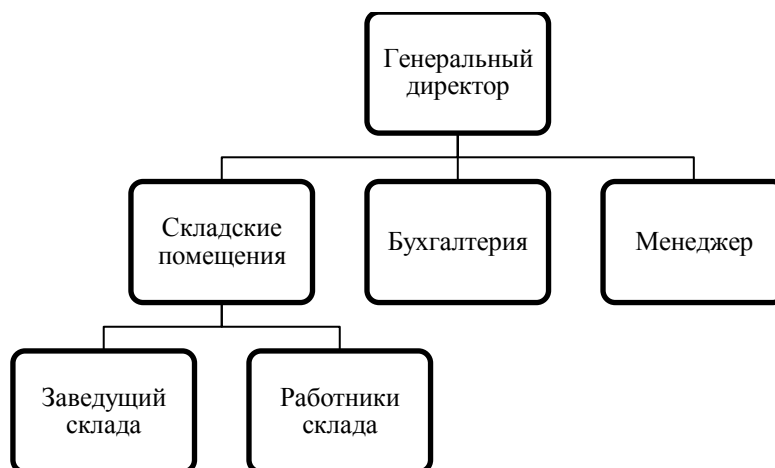 Генеральный
директор
Складские
помещения
Бухгалтерия
Менеджер
Заведущий
склада
Работники
склада